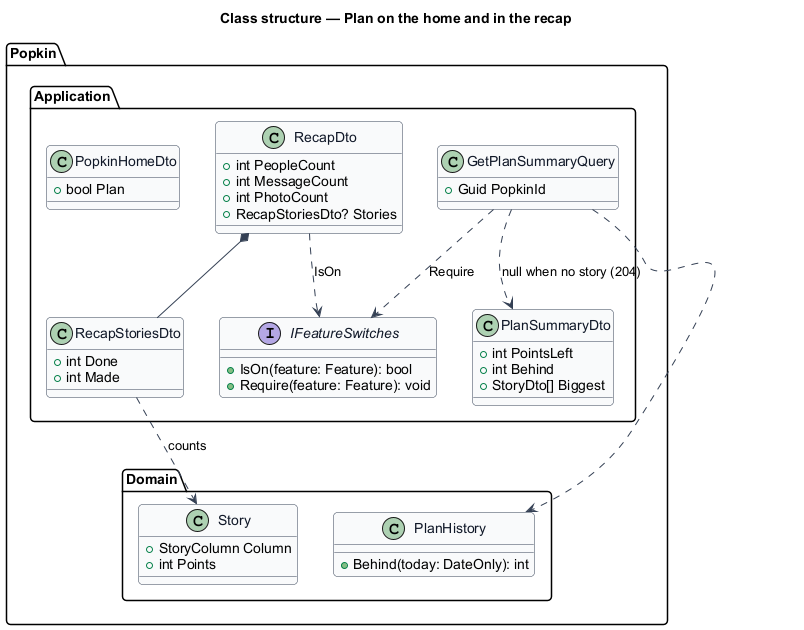 Class structure — Plan on the home and in the recap
Popkin
Application
C PopkinHomeDto
bool Plan
C RecapDto
int PeopleCount
int MessageCount
int PhotoCount
RecapStoriesDto? Stories
C GetPlanSummaryQuery
Guid PopkinId
IsOn
Require
null when no story (204)
C RecapStoriesDto
int Done
int Made
I IFeatureSwitches
IsOn(feature: Feature): bool
Require(feature: Feature): void
C PlanSummaryDto
int PointsLeft
int Behind
StoryDto[] Biggest
counts
Domain
C Story
StoryColumn Column
int Points
C PlanHistory
Behind(today: DateOnly): int